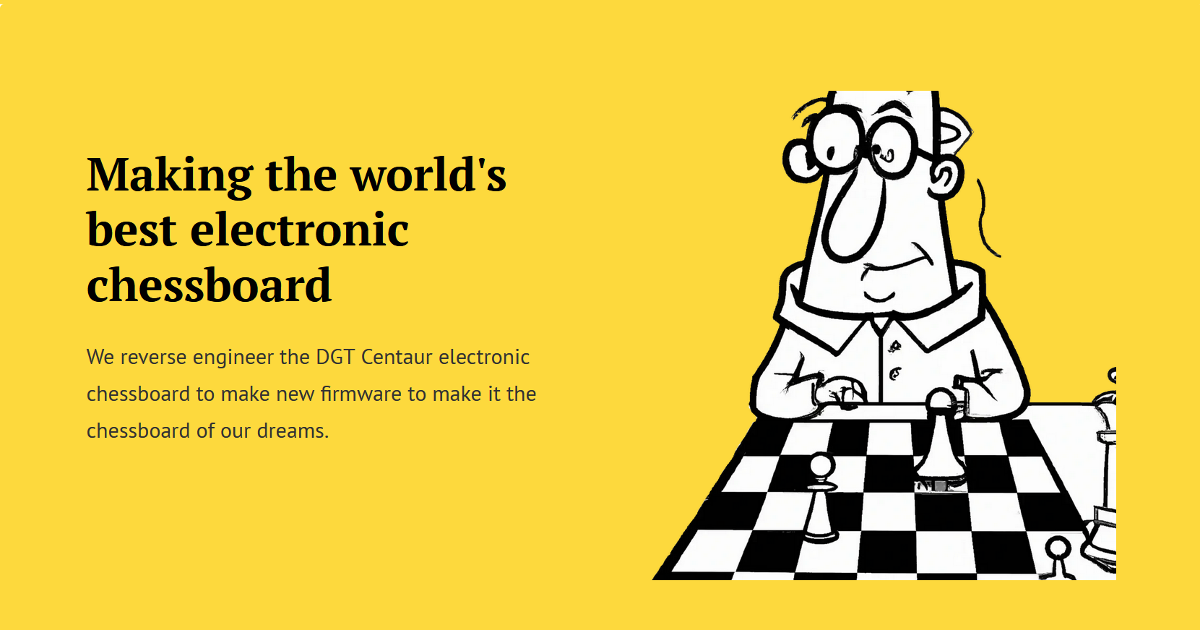 Making the world's
best electronic
chessboard
We reverse engineer the DGT Centaur electronic
chessboard to make new firmware to make it the
chessboard of our dreams.